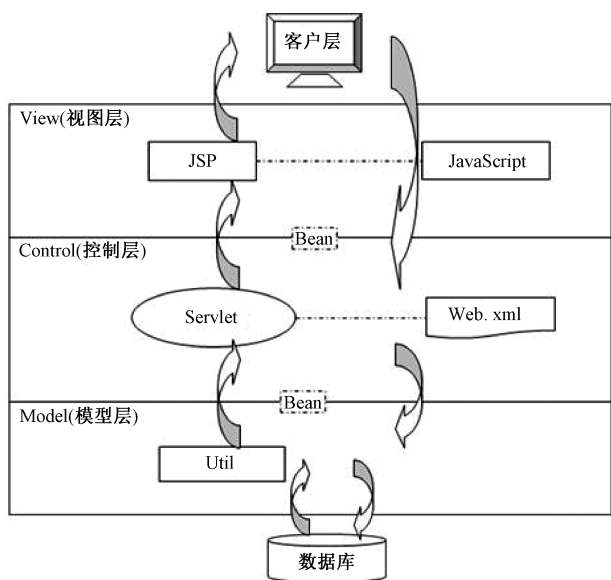 客户层
View(视图层)
JSP
JavaScript
Bean
Control(控制层)
Servlet
Web. xml
Bean
Model(模型层)
Util
数据库